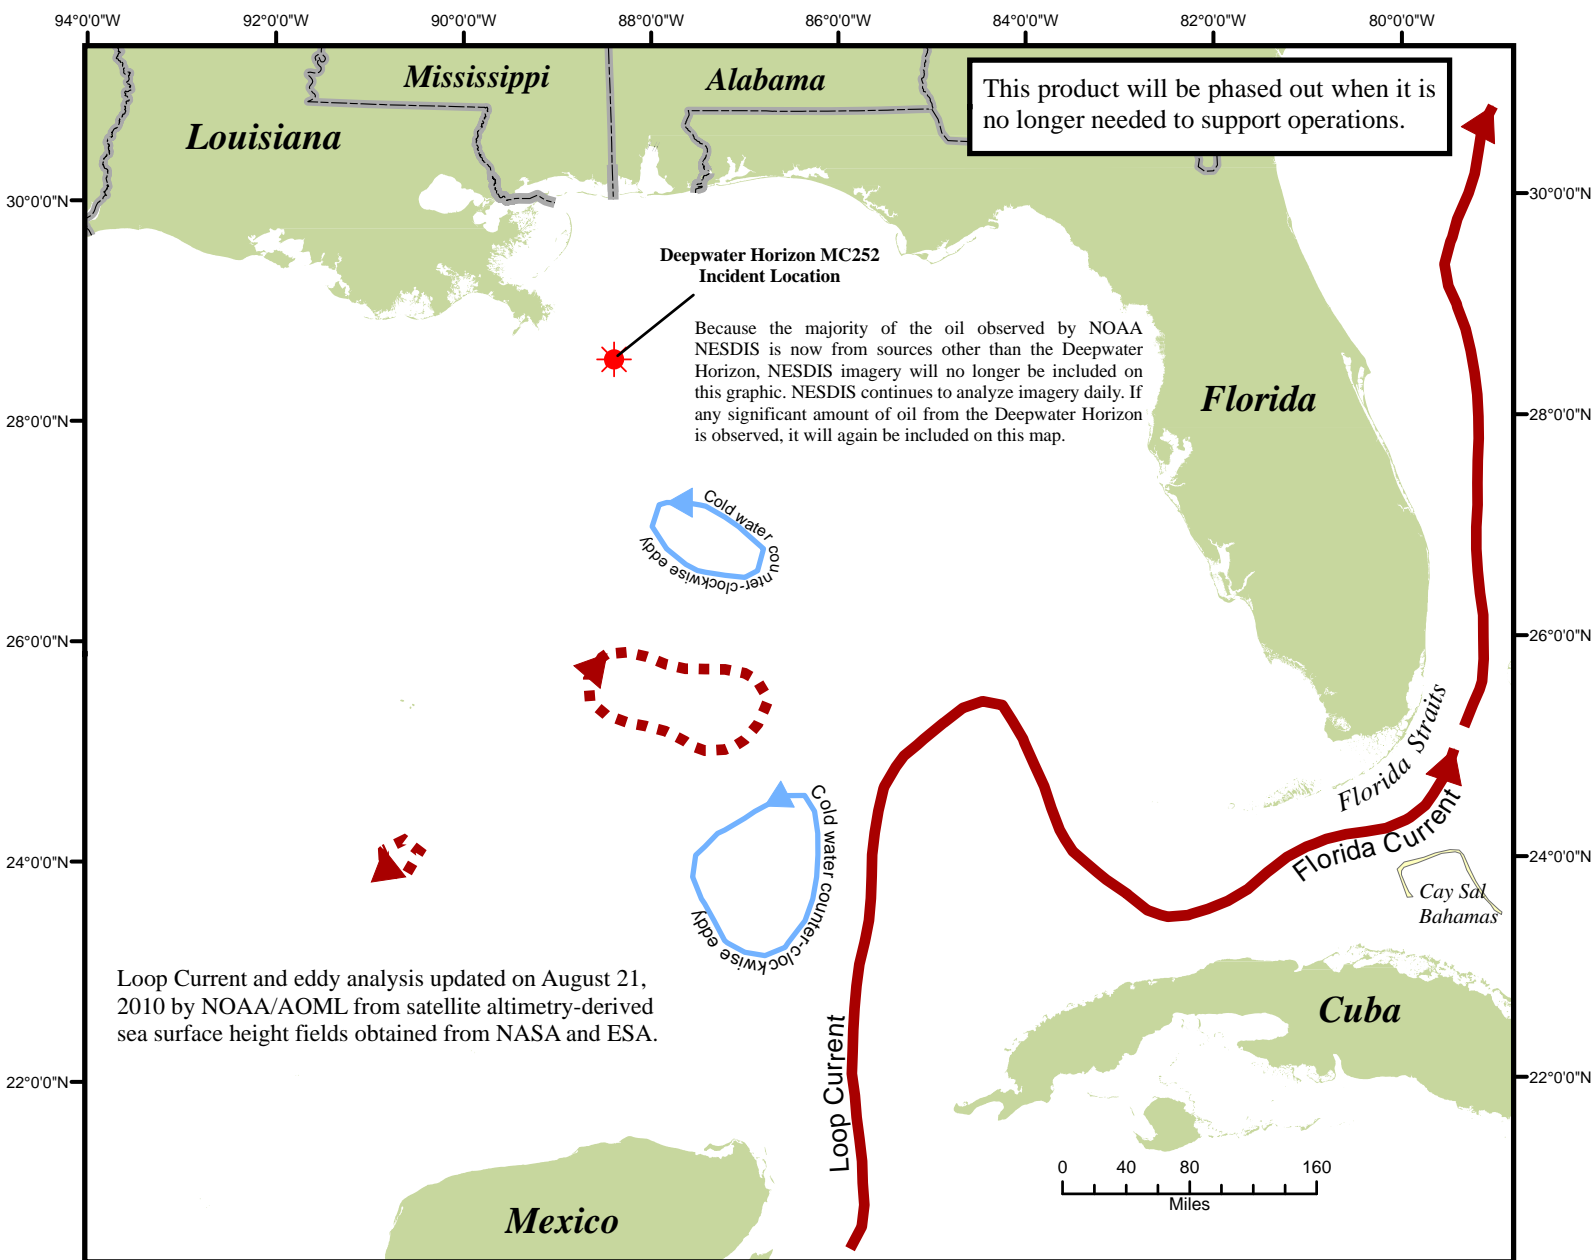 94°0'0"W 92°0'0"W 90°0'0"W 88°0'0"W 86°0'0"W 84°0'0"W 82°0'0"W 80°0'0"W
Mississippi
Alabama
Louisiana
This product will be phased out when it is
no longer needed to support operations.
30°0'0"N
30°0'0"N
Deepwater Horizon MC252
Incident Location
Because the majority of the oil observed by NOAA
NESDIS is now from sources other than the Deepwater
Horizon, NESDIS imagery will no longer be included on
this graphic. NESDIS continues to analyze imagery daily. If
any significant amount of oil from the Deepwater Horizon
is observed, it will again be included on this map.
Florida
28°0'0"N
28°0'0"N
Cold water counter-clockwise eddy
26°0'0"N
26°0'0"N
Florida Straits
Florida Current
Cold water counter-clockwise eddy
24°0'0"N
24°0'0"N
Cay Sal
Bahamas
Loop Current and eddy analysis updated on August 21,
2010 by NOAA/AOML from satellite altimetry-derived
sea surface height fields obtained from NASA and ESA.
Cuba
Loop Current
22°0'0"N
22°0'0"N
0 40 80 160
Miles
Mexico